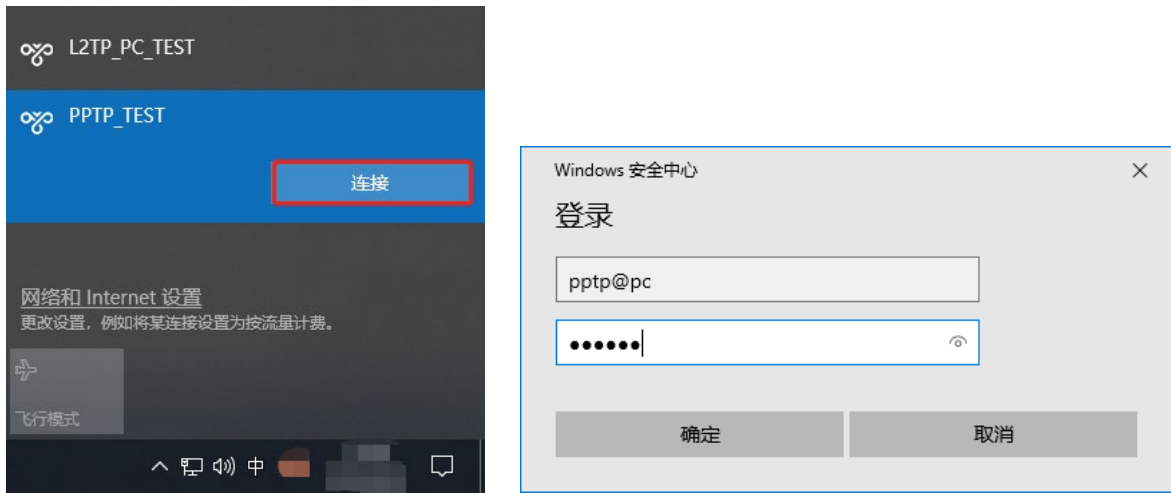 L2TP_PC_TEST
PPTP_TEST
连接
网络和 Internet 设置
更改设置，例如将某连接设置为按流量计费。
飞行模式
中
Windows 安全中心
登录
pptp@pc
●●●●●●
确定
取消